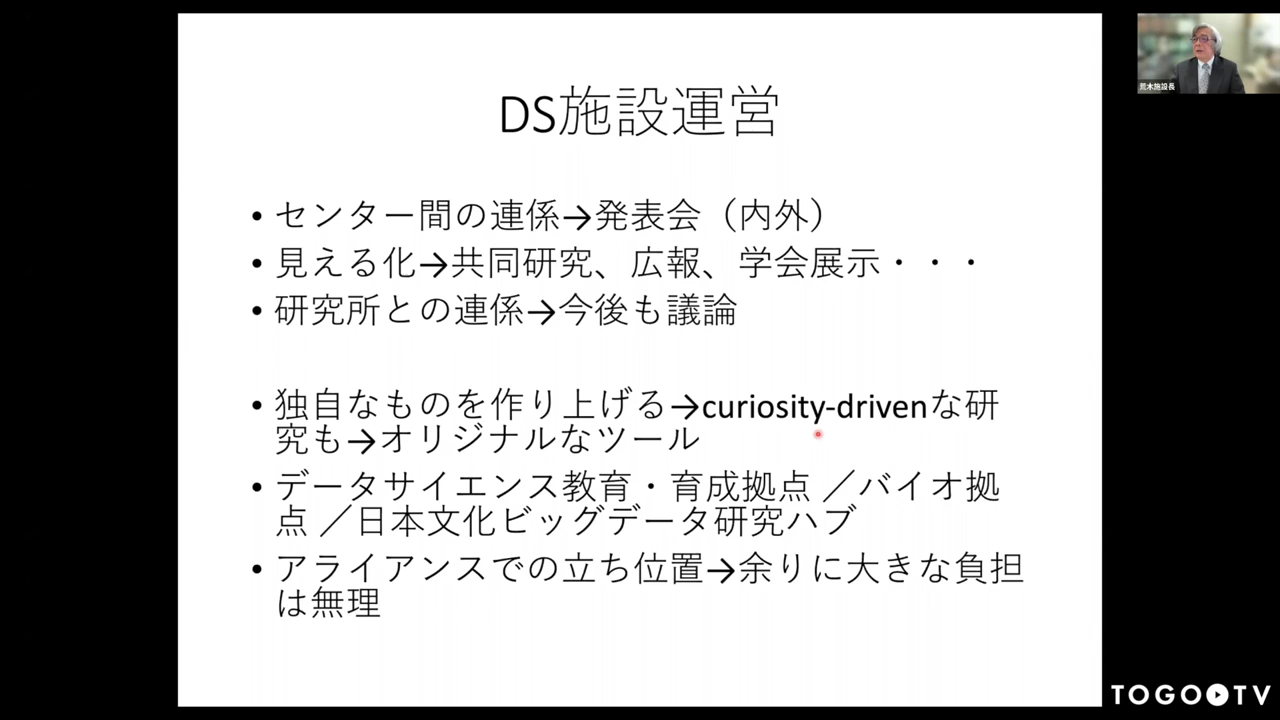 DS施設運営
荒木施設長
• センター間の連係→発表会（内外）
• 見える化→共同研究、広報、学会展示・・・
• 研究所との連係→今後も議論
• 独自なものを作り上げる→curiosity-drivenな研
究も→オリジナルなツール
• データサイエンス教育・育成拠点 ／バイオ拠
点 ／日本文化ビッグデータ研究ハブ
• アライアンスでの立ち位置→余りに大きな負担
は無理
TOGO TV